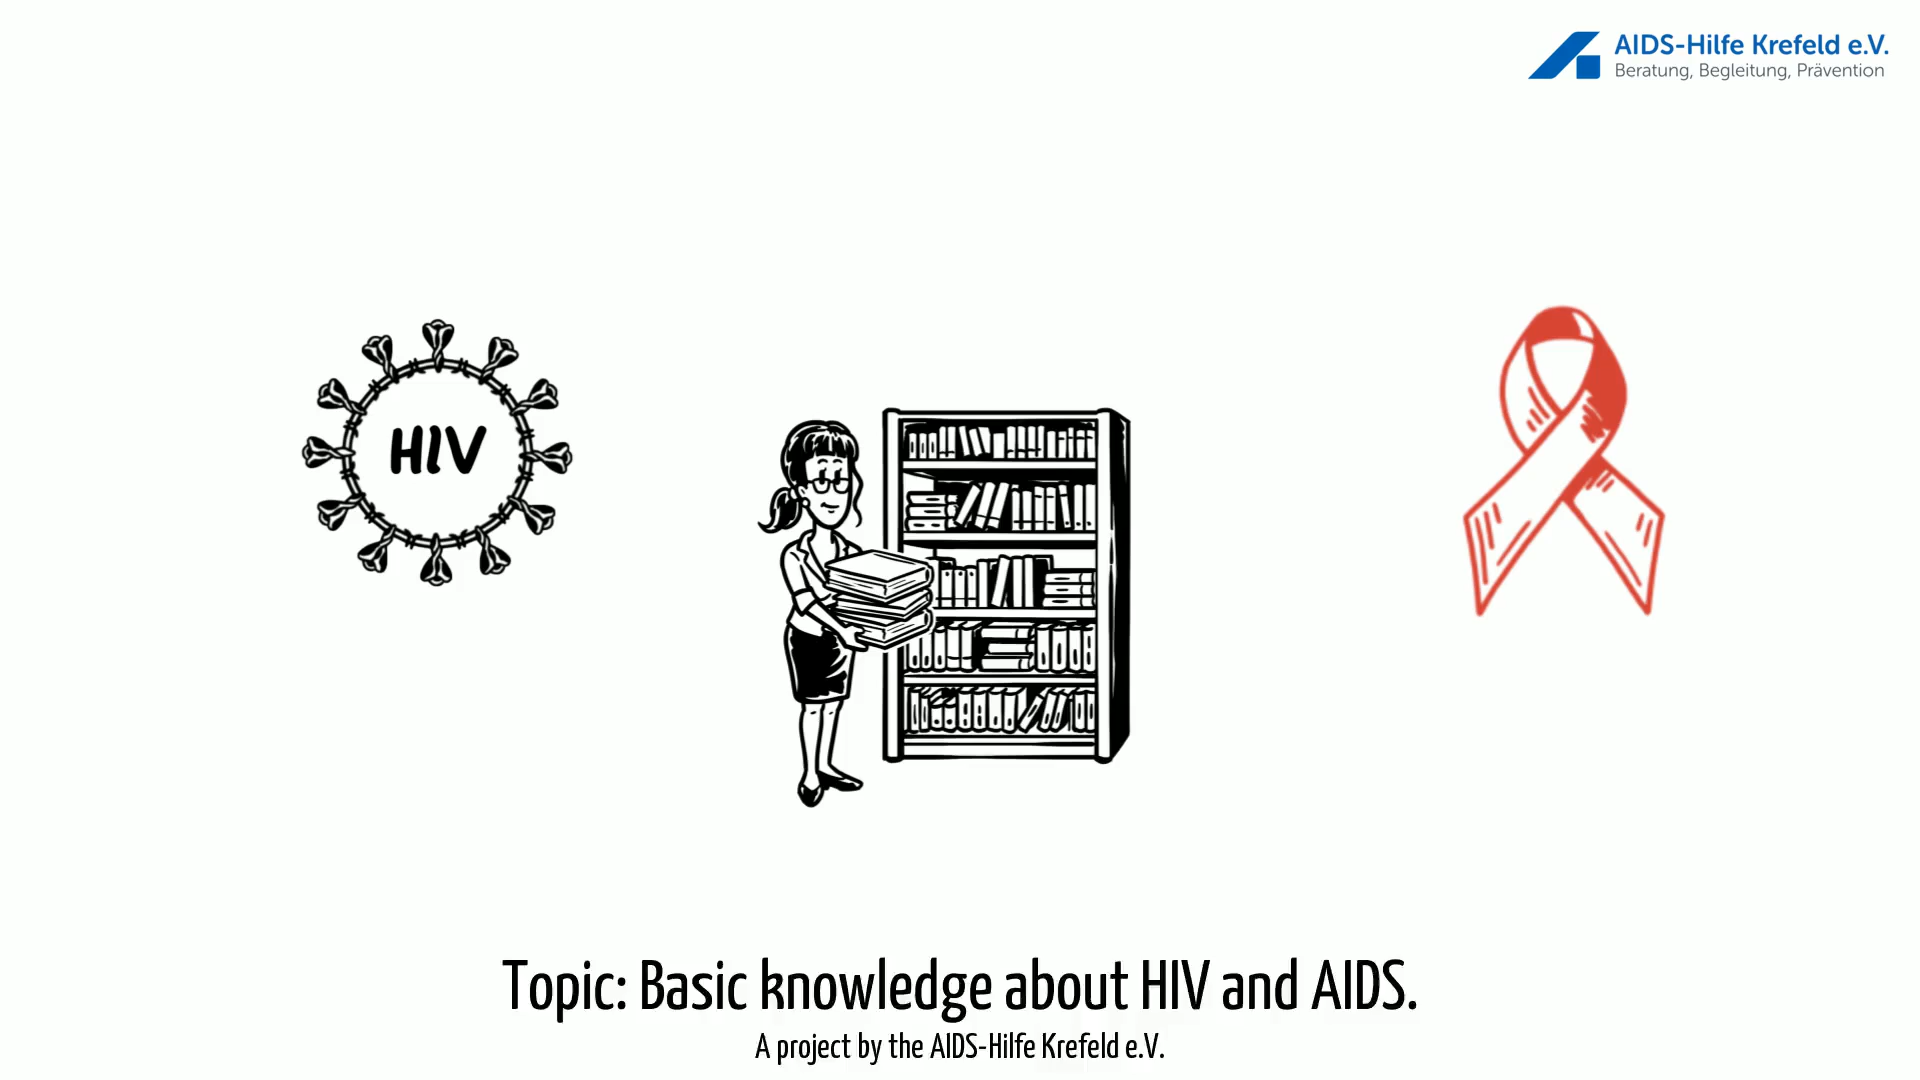 AIDS-Hilfe Krefeld e.V.
Beratung, Begleitung, Prävention
HIV
Topic: Basic knowledge about HIV and AIDS.
A project by the AIDS-Hilfe Krefeld e.V.